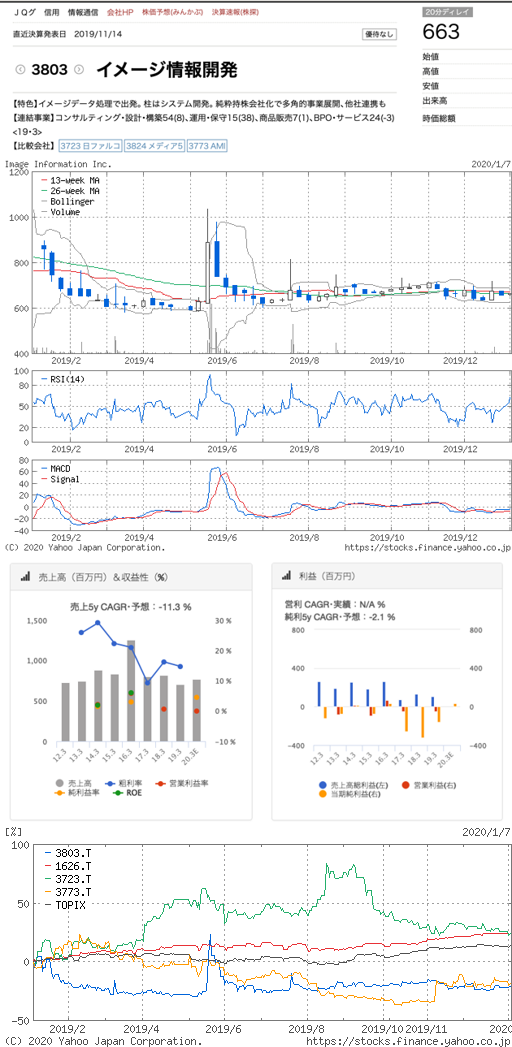 JQグ 信用 情報通信 会社HP 株価予想(みんかぶ) 決算速報(株探)
20分ディレイ
直近決算発表日 2019/11/14
優待なし
663
3803
イメージ情報開発
始値
高値
安値
出来高
時価総額
【特色】イメージデータ処理で出発。柱はシステム開発。純粋持株会社化で多角的事業展開、他社連携も
【連結事業】コンサルティング・設計・構築54(8)、運用・保守15(38)、商品販売7(1)、BPO・サービス24(-3)
<19・3>
【比較会社】 3723 日ファルコ 3824 メディア5 3773 AMI
Image Information Inc.
2020/1/7
1200
1000
800
600
400
13-week MA
26-week MA
Bollinger
Volume
2019/2 2019/4 2019/6 2019/8 2019/10 2019/12
100
50
0
RSI(14)
2019/2 2019/4 2019/6 2019/8 2019/10 2019/12
80
60
40
20
0
-20
-40
MACD
Signal
2019/2 2019/4 2019/6 2019/8 2019/10 2019/12
(C) 2020 Yahoo Japan Corporation.
https://stocks.finance.yahoo.co.jp
売上高（百万円）＆収益性（%）
売上5y CAGR・予想：-11.3 %
1,500
1,000
500
0
30 %
20 %
10 %
0 %
-10 %
12.3 13.3 14.3 15.3 16.3 17.3 18.3 19.3 20.3E
売上高 粗利率 営業利益率
純利益率 ROE
利益（百万円）
営利 CAGR・実績：N/A %
純利5y CAGR・予想：-2.1 %
800
400
0
-400
800
400
0
-400
12.3 13.3 14.3 15.3 16.3 17.3 18.3 19.3 20.3E
売上高総利益(左) 営業利益(右)
当期純利益(右)
[%]
2020/1/7
100
50
0
-50
3803.T
1626.T
3723.T
3773.T
TOPIX
2019/2 2019/4 2019/6 2019/8 2019/10 2019/11 2020
(C) 2020 Yahoo Japan Corporation.
https://stocks.finance.yahoo.co.jp